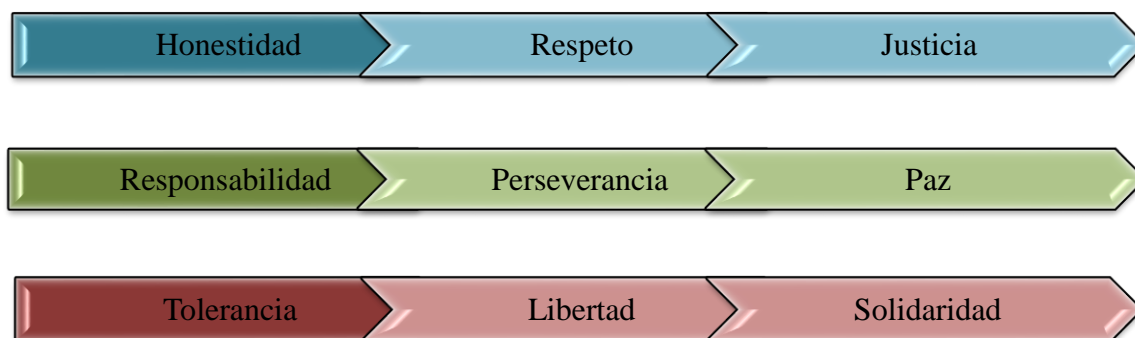 Honestidad Respeto Justicia
Responsabilidad Perseverancia Paz
Tolerancia Libertad Solidaridad